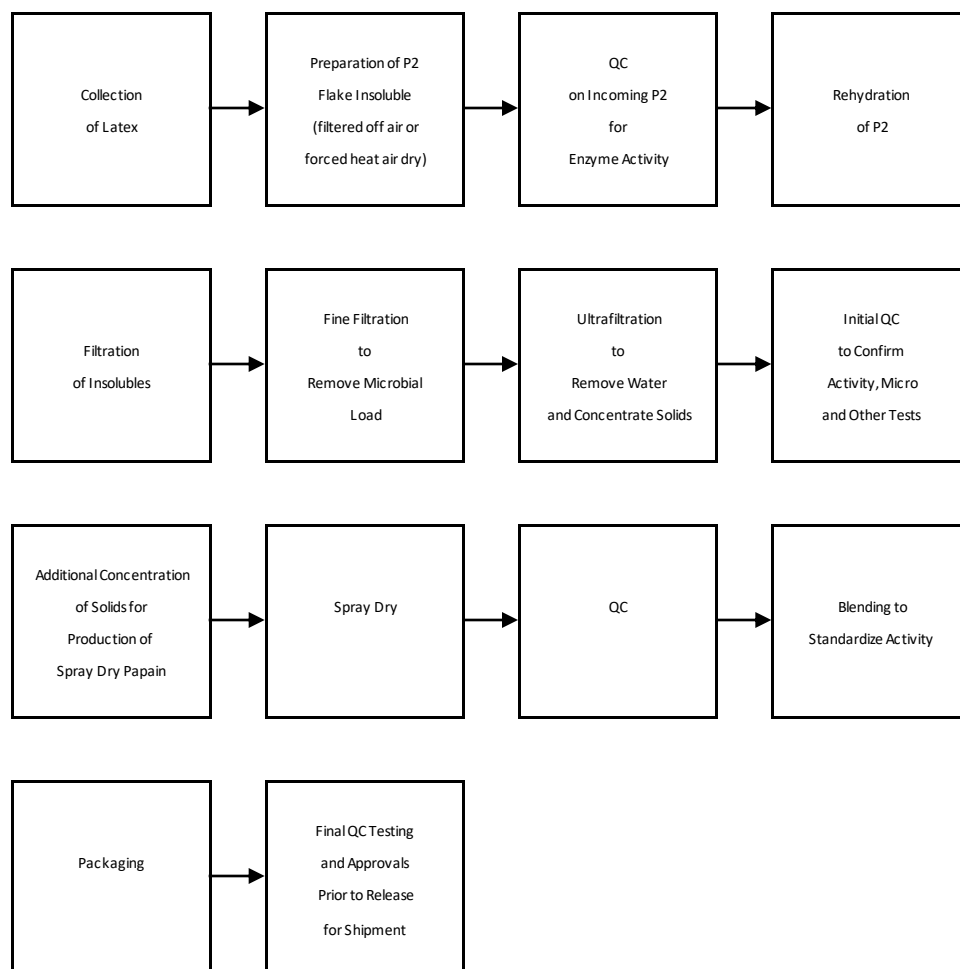 Collection
of Latex
Preparation of P2
Flake Insoluble
(filtered off air or
forced heat air dry)
QC
on Incoming P2
for
Enzyme Activity
Rehydration
of P2
Filtration
of Insolubles
Fine Filtration
to
Remove Microbial
Load
Ultrafiltration
to
Remove Water
and Concentrate Solids
Initial QC
to Confirm
Activity, Micro
and Other Tests
Additional Concentration
of Solids for
Production of
Spray Dry Papain
Spray Dry
QC
Blending to
Standardize Activity
Packaging
Final QC Testing
and Approvals
Prior to Release
for Shipment